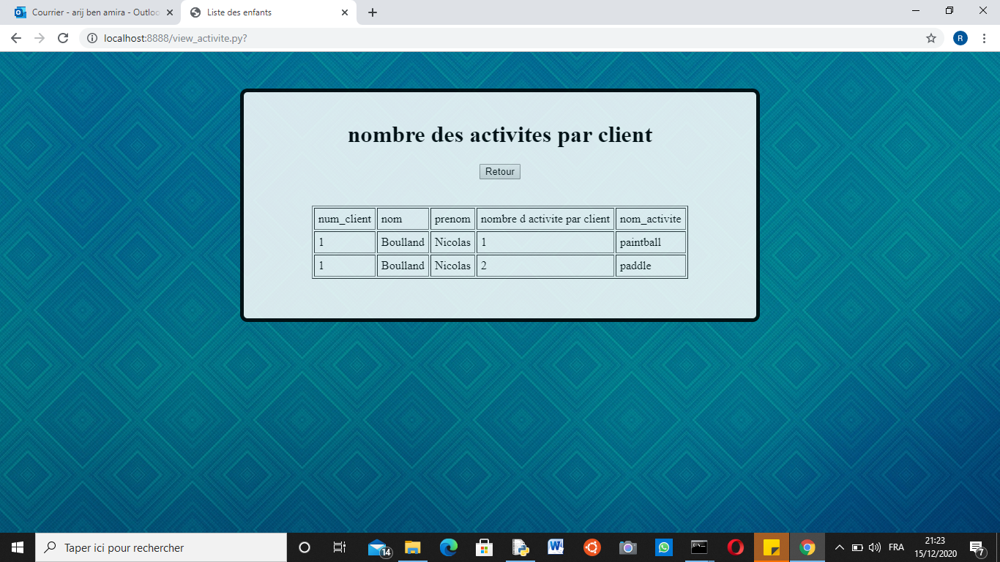 Courrier - arij ben amira - Outloo
Liste des enfants
localhost:8888/view_activite.py?
R
nombre des activites par client
Retour
num_client nom prenom nombre d activite par client nom_activite
1 Boulland Nicolas 1 paintball
1 Boulland Nicolas 2 paddle
Taper ici pour rechercher
14
FRA
21:23
15/12/2020
7